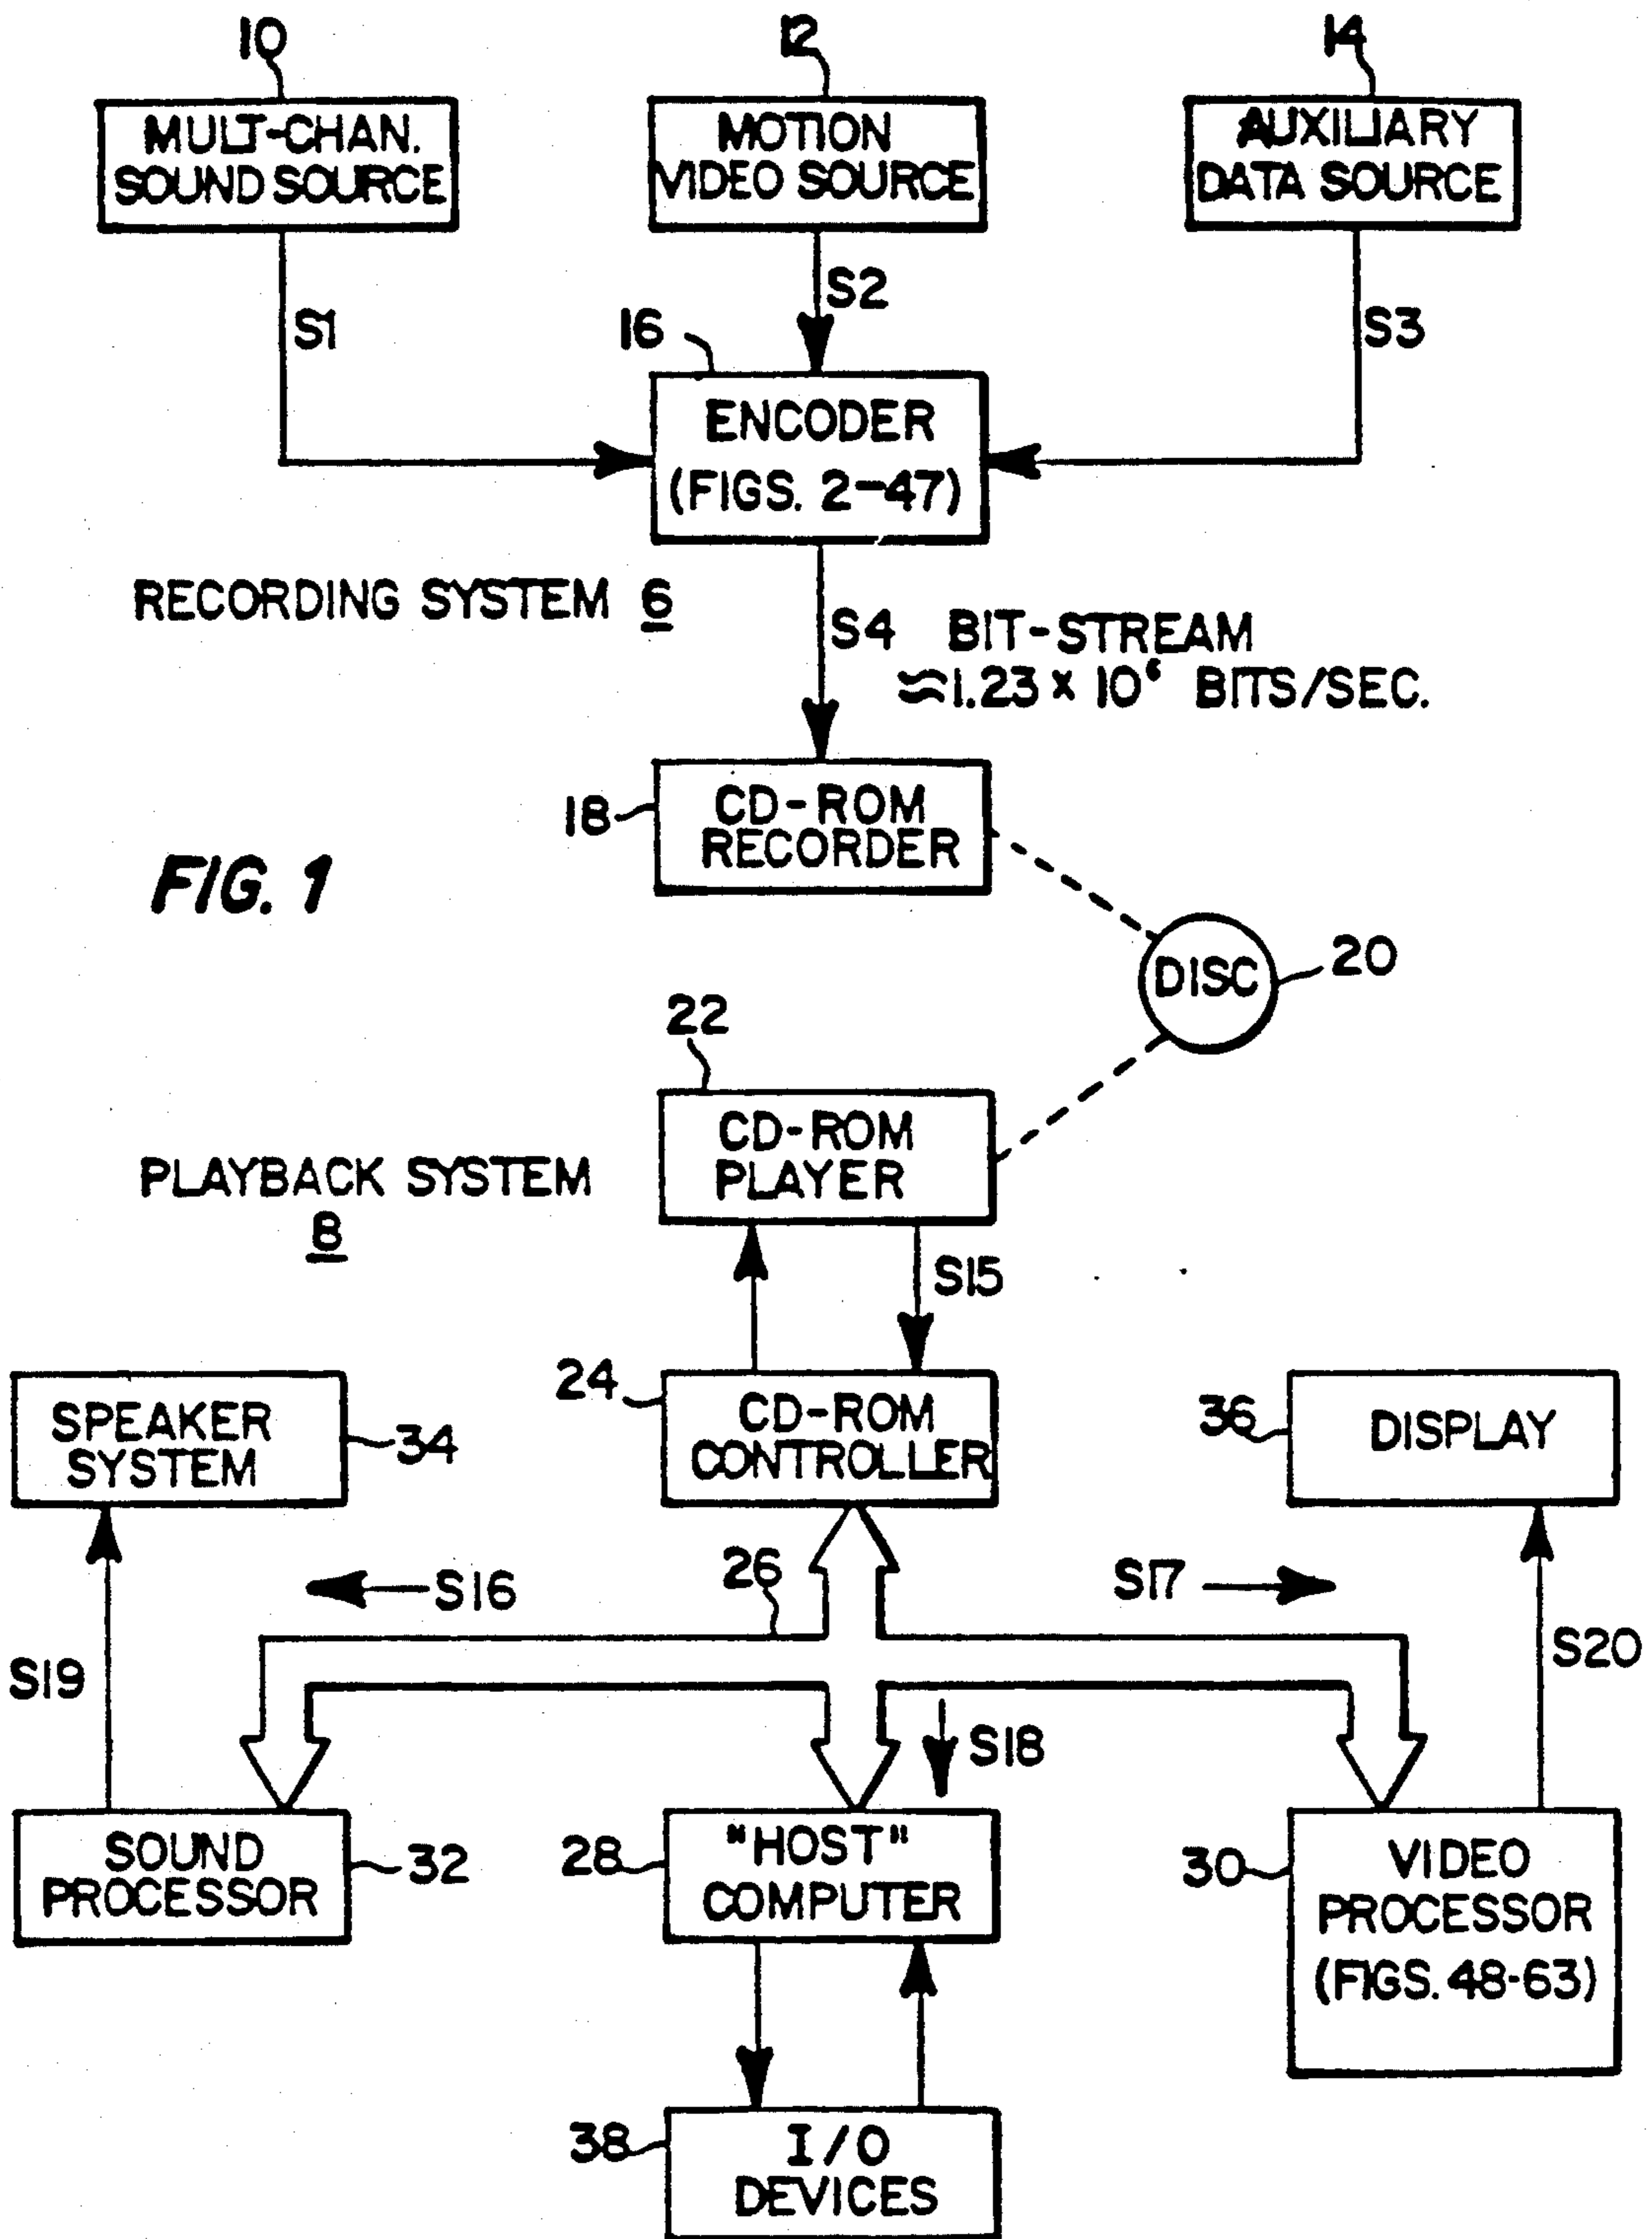 10
12
14
MULT-CHAN.
SOUND SOURCE
MOTION
VIDEO SOURCE
AUXILIARY
DATA SOURCE
S1
S2
S3
16
ENCODER
(FIGS. 2-47)
RECORDING SYSTEM 6
S4 BIT-STREAM
≈1.23 x 10⁶ BITS/SEC.
18
CD-ROM
RECORDER
FIG. 1
DISC
20
22
CD-ROM
PLAYER
PLAYBACK SYSTEM
8
S15
SPEAKER
SYSTEM
34
24
CD-ROM
CONTROLLER
36
DISPLAY
S16
26
S17
S19
S20
S18
SOUND
PROCESSOR
32
28
"HOST"
COMPUTER
30
VIDEO
PROCESSOR
(FIGS. 48-63)
38
I/O
DEVICES